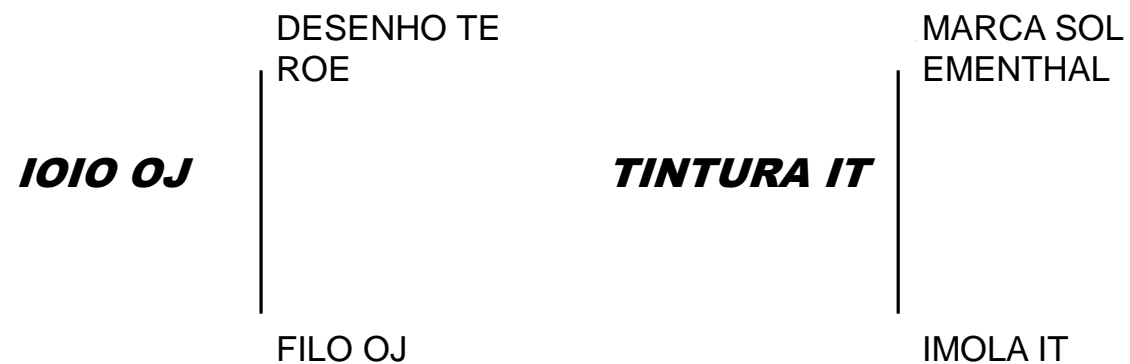 DESENHO TE
ROE
IOIO OJ
FILO OJ
MARCA SOL
EMENTHAL
TINTURA IT
IMOLA IT